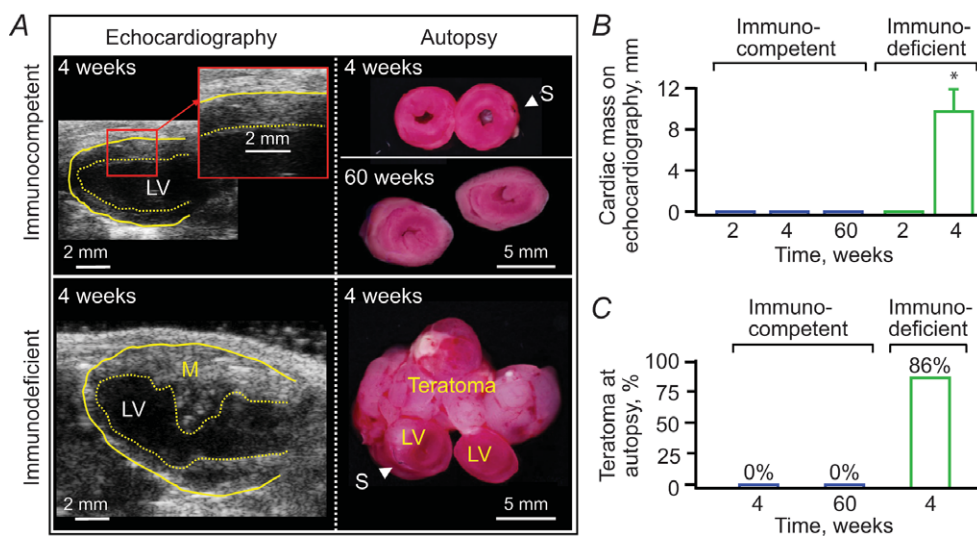 A
Echocardiography
Autopsy
Immunocompetent
4 weeks
2 mm
LV
2 mm
4 weeks
S
60 weeks
5 mm
Immunodeficient
4 weeks
M
LV
2 mm
4 weeks
Teratoma
LV
LV
S
5 mm
B
Immuno-
competent
Immuno-
deficient
Cardiac mass on
echocardiography, mm
12
8
4
0
*
2 4 60 2 4
Time, weeks
C
Immuno-
competent
Immuno-
deficient
Teratoma at
autopsy, %
100
75
50
25
0
0% 0% 86%
4 60 4
Time, weeks